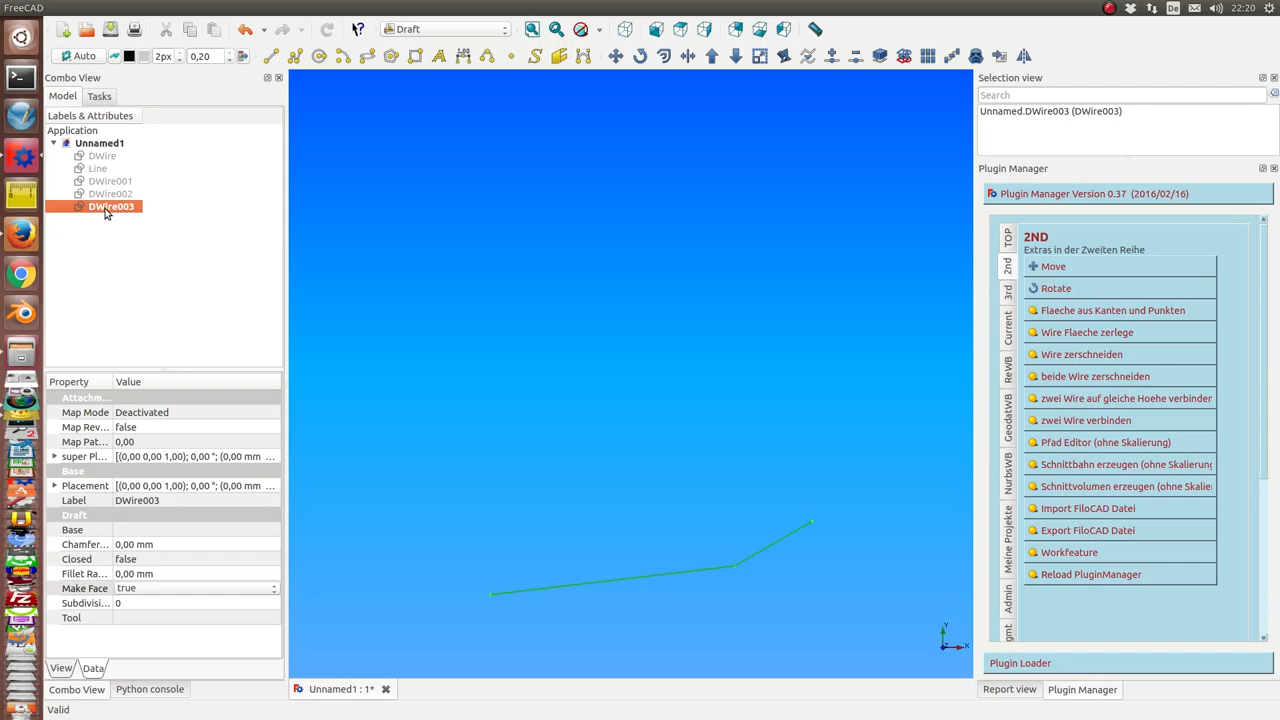 FreeCAD
De
22:20
Draft
Auto
2px
0,20
Combo View
Model
Tasks
Labels & Attributes
Application
Unnamed1
DWire
Line
DWire001
DWire002
DWire003
Property
Value
Attachm...
Map Mode
Deactivated
Map Rev...
false
Map Pat...
0,00
super Pl...
[(0,00 0,00 1,00); 0,00 °; (0,00 mm ...
Base
Placement
[(0,00 0,00 1,00); 0,00 °; (0,00 mm ...
Label
DWire003
Draft
Base
Chamfer...
0,00 mm
Closed
false
Fillet Ra...
0,00 mm
Make Face
true
Subdivisi...
0
Tool
View
Data
Combo View
Python console
Valid
Y
X
Unnamed1 : 1*
Selection view
Search
Unnamed.DWire003 (DWire003)
Plugin Manager
Plugin Manager Version 0.37 (2016/02/16)
TOP
2nd
3rd
Current
ReWB
GeodatWB
NurbsWB
Meine Projekte
Admin
gmt
2ND
Extras in der Zweiten Reihe
Move
Rotate
Flaeche aus Kanten und Punkten
Wire Flaeche zerlege
Wire zerschneiden
beide Wire zerschneiden
zwei Wire auf gleiche Hoehe verbinden
zwei Wire verbinden
Pfad Editor (ohne Skalierung)
Schnittbahn erzeugen (ohne Skalierung
Schnittvolumen erzeugen (ohne Skalie
Import FiloCAD Datei
Export FiloCAD Datei
Workfeature
Reload PluginManager
Plugin Loader
Report view
Plugin Manager